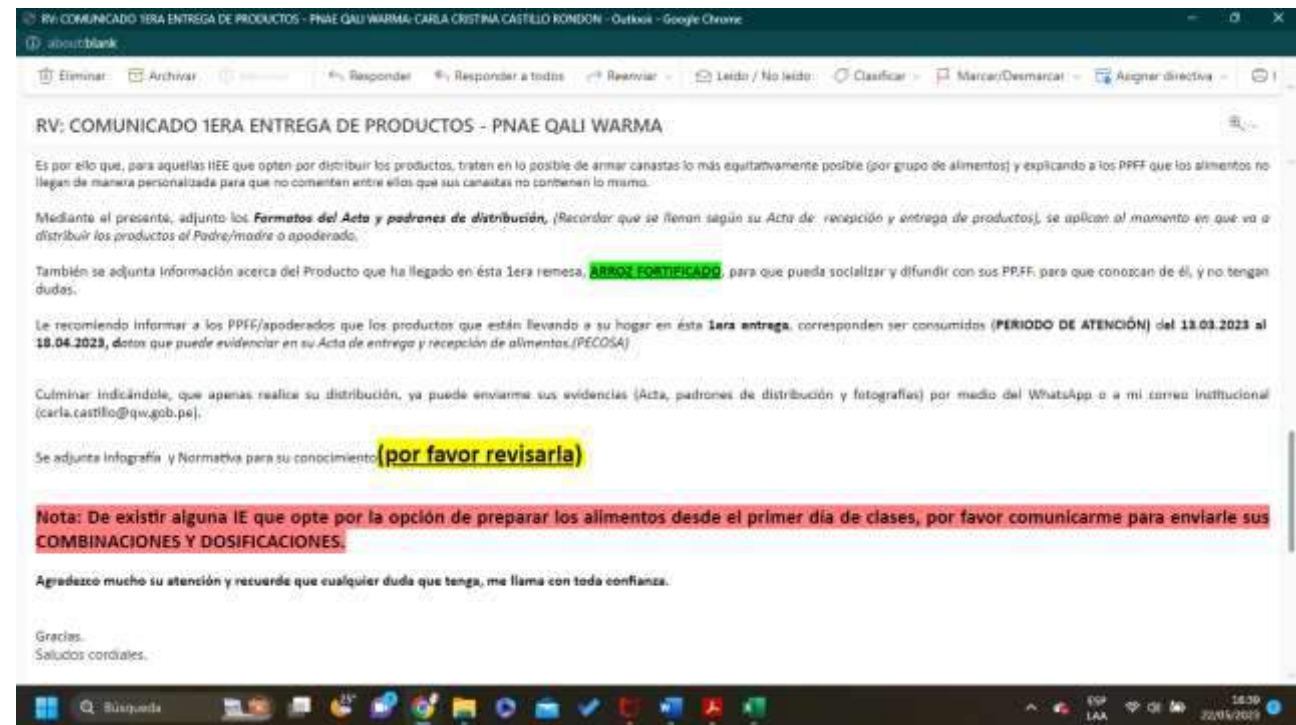 RV: COMUNICADO 1ERA ENTREGA DE PRODUCTOS - PNAE QALI WARMA- CARLA CRISTINA CASTILLO RONDON - Outlook - Google Chrome
about:blank
Eliminar Archivar Responder Responder a todos Reenviar Leído / No leído Clasificar Marcar/Desmarcar Asignar directiva
RV: COMUNICADO 1ERA ENTREGA DE PRODUCTOS - PNAE QALI WARMA
Es por ello que, para aquellas IIEE que opten por distribuir los productos, traten en lo posible de armar canastas lo más equitativamente posible (por grupo de alimentos) y explicando a los PPFF que los alimentos no
llegan de manera personalizada para que no comenten entre ellos que sus canastas no contienen lo mismo.
Mediante el presente, adjunto los Formatos del Acta y padrones de distribución, (Recordar que se llenan según su Acta de recepción y entrega de productos), se aplican al momento en que va a
distribuir los productos al Padre/madre o apoderado.
También se adjunta información acerca del Producto que ha llegado en ésta 1era remesa, ARROZ FORTIFICADO, para que pueda socializar y difundir con sus PP.FF. para que conozcan de él, y no tengan
dudas.
Le recomiendo informar a los PPFF/apoderados que los productos que están llevando a su hogar en ésta 1era entrega, corresponden ser consumidos (PERIODO DE ATENCIÓN) del 13.03.2023 al
18.04.2023, datos que puede evidenciar en su Acta de entrega y recepción de alimentos.(PECOSA)
Culminar indicándole, que apenas realice su distribución, ya puede enviarme sus evidencias (Acta, padrones de distribución y fotografías) por medio del WhatsApp o a mi correo institucional
(carla.castillo@qw.gob.pe).
Se adjunta Infografía y Normativa para su conocimiento(por favor revisarla)
Nota: De existir alguna IE que opte por la opción de preparar los alimentos desde el primer día de clases, por favor comunicarme para enviarle sus
COMBINACIONES Y DOSIFICACIONES.
Agradezco mucho su atención y recuerde que cualquier duda que tenga, me llama con toda confianza.
Gracias.
Saludos cordiales.
Búsqueda
25°
ESP
LAA
16:39
22/05/2023